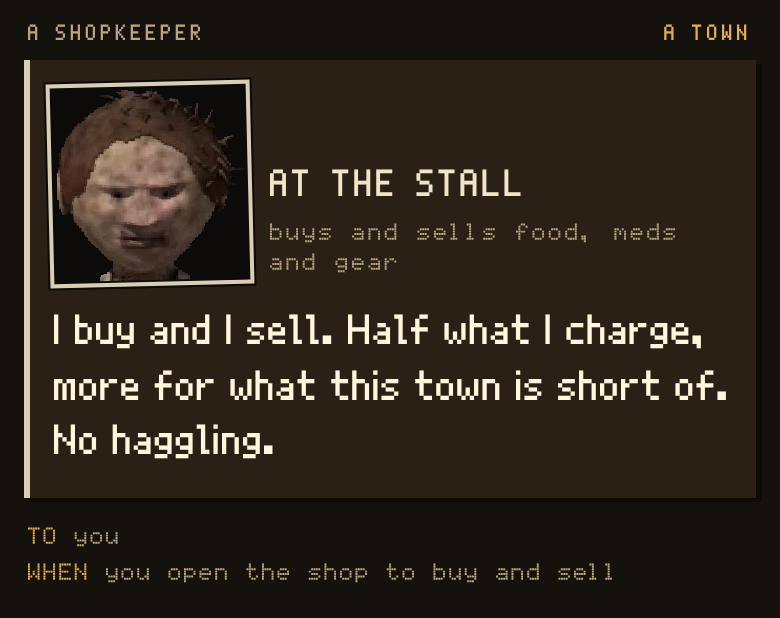 A SHOPKEEPER
A TOWN
AT THE STALL
buys and sells food, meds
and gear
I buy and I sell. Half what I charge,
more for what this town is short of.
No haggling.
TO you
WHEN you open the shop to buy and sell